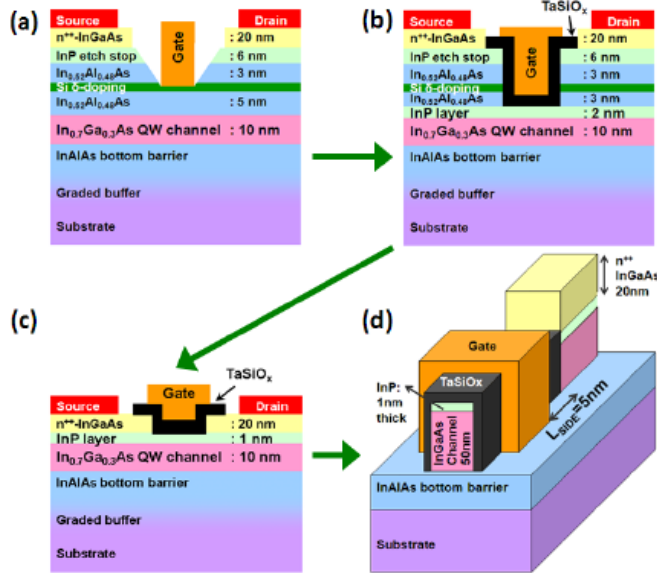 (a)
Source
Drain
n++-InGaAs : 20 nm
Gate
InP etch stop : 6 nm
In0.52Al0.48As : 3 nm
Si δ-doping
In0.52Al0.48As : 5 nm
In0.7Ga0.3As QW channel : 10 nm
InAlAs bottom barrier
Graded buffer
Substrate
(b)
TaSiOx
Source
Drain
n++-InGaAs : 20 nm
InP etch stop : 6 nm
Gate
In0.52Al0.48As : 3 nm
Si δ-doping
In0.52Al0.48As : 3 nm
InP layer : 2 nm
In0.7Ga0.3As QW channel : 10 nm
InAlAs bottom barrier
Graded buffer
Substrate
(c)
TaSiOx
Gate
Source
Drain
n++-InGaAs : 20 nm
InP layer : 1 nm
In0.7Ga0.3As QW channel : 10 nm
InAlAs bottom barrier
Graded buffer
Substrate
(d)
n++
InGaAs
20nm
Gate
TaSiOx
InP:
1nm
thick
InGaAs
Channel
50nm
LSIDE=5nm
InAlAs bottom barrier
Substrate